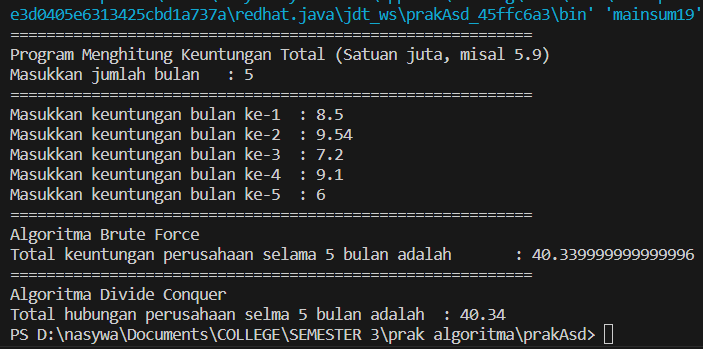 e3d0405e6313425cbd1a737a\redhat.java\jdt_ws\prakAsd_45ffc6a3\bin' 'mainsum19'
==========================================================
Program Menghitung Keuntungan Total (Satuan juta, misal 5.9)
Masukkan jumlah bulan   : 5
==========================================================
Masukkan keuntungan bulan ke-1  : 8.5
Masukkan keuntungan bulan ke-2  : 9.54
Masukkan keuntungan bulan ke-3  : 7.2
Masukkan keuntungan bulan ke-4  : 9.1
Masukkan keuntungan bulan ke-5  : 6
==========================================================
Algoritma Brute Force
Total keuntungan perusahaan selama 5 bulan adalah       : 40.339999999999996
==========================================================
Algoritma Divide Conquer
Total hubungan perusahaan selma 5 bulan adalah  : 40.34
PS D:\nasywa\Documents\COLLEGE\SEMESTER 3\prak algoritma\prakAsd>